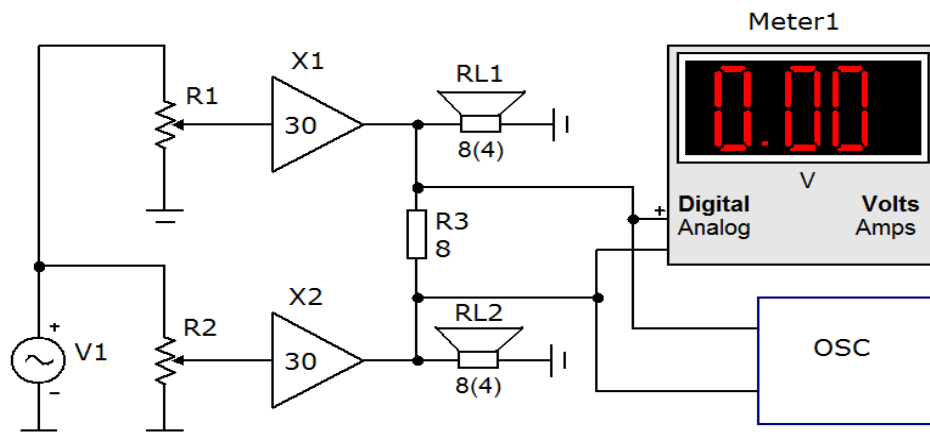 Meter1
X1
RL1
R1
30
0.00
8(4)
V
+
Digital
Volts
Analog
Amps
R3
8
X2
RL2
R2
+
V1
30
OSC
-
8(4)